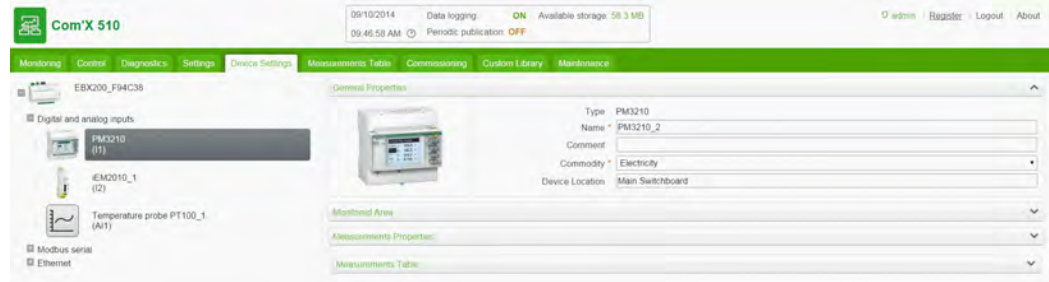 Com'X 510
09/10/2014 Data logging: ON Available storage: 58.3 MB
09:46:58 AM Periodic publication: OFF
admin Register Logout About
Monitoring Control Diagnostics Settings Device Settings Measurements Table Commissioning Custom Library Maintenance
EBX200_F94C38
Digital and analog inputs
PM3210
(I1)
iEM2010_1
(I2)
Temperature probe PT100_1
(AI1)
Modbus serial
Ethernet
General Properties
Type PM3210
Name * PM3210_2
Comment
Commodity * Electricity
Device Location Main Switchboard
Monitored Area
Measurements Properties
Measurements Table